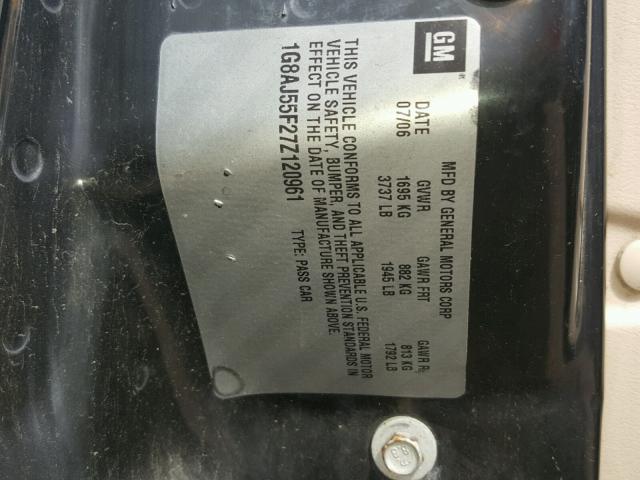 GM
MFD BY GENERAL MOTORS CORP
DATE GVWR GAWR FRT GAWR
07/06 1695 KG 882 KG 813 KG
3737 LB 1945 LB 1792 LB
THIS VEHICLE CONFORMS TO ALL APPLICABLE U.S. FEDERAL MOTOR
VEHICLE SAFETY, BUMPER, AND THEFT PREVENTION STANDARDS IN
EFFECT ON THE DATE OF MANUFACTURE SHOWN ABOVE.
1G8AJ55F27Z120961 TYPE: PASS CAR